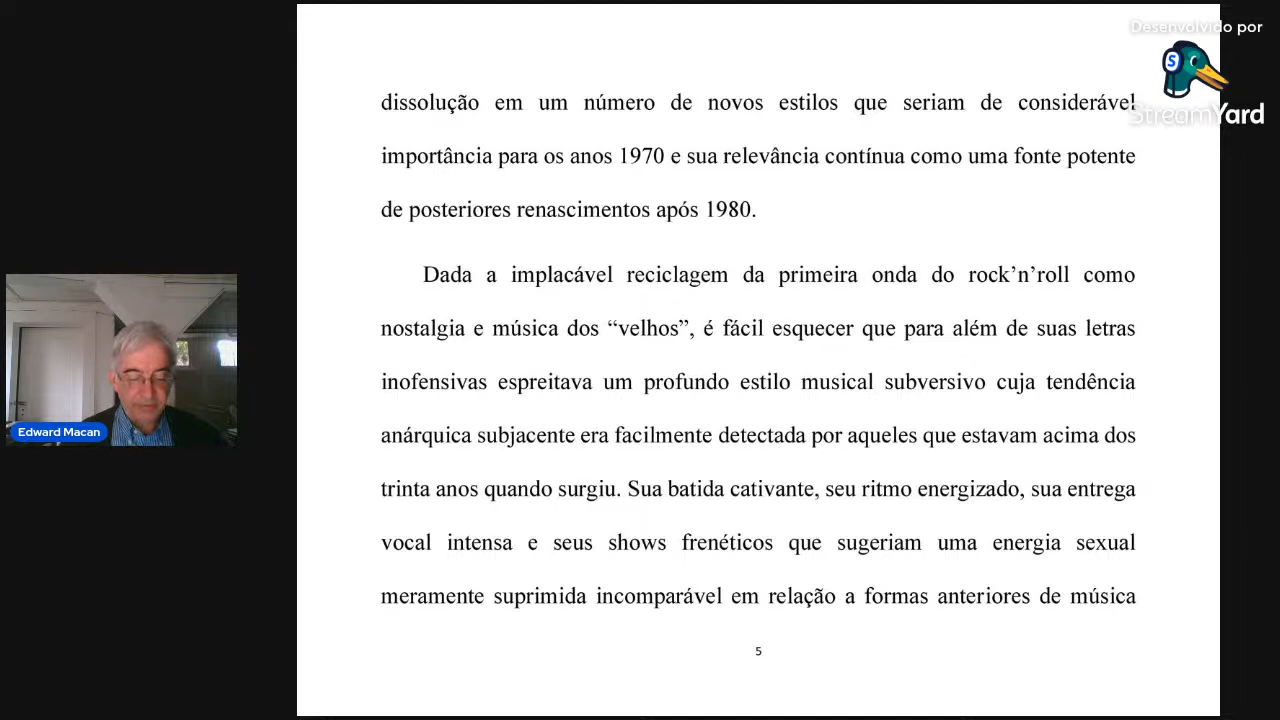 Desenvolvido por
S
StreamYard
dissolução em um número de novos estilos que seriam de considerável
importância para os anos 1970 e sua relevância contínua como uma fonte potente
de posteriores renascimentos após 1980.
Dada a implacável reciclagem da primeira onda do rock’n’roll como
nostalgia e música dos “velhos”, é fácil esquecer que para além de suas letras
inofensivas espreitava um profundo estilo musical subversivo cuja tendência
anárquica subjacente era facilmente detectada por aqueles que estavam acima dos
trinta anos quando surgiu. Sua batida cativante, seu ritmo energizado, sua entrega
vocal intensa e seus shows frenéticos que sugeriam uma energia sexual
meramente suprimida incomparável em relação a formas anteriores de música
5
Edward Macan